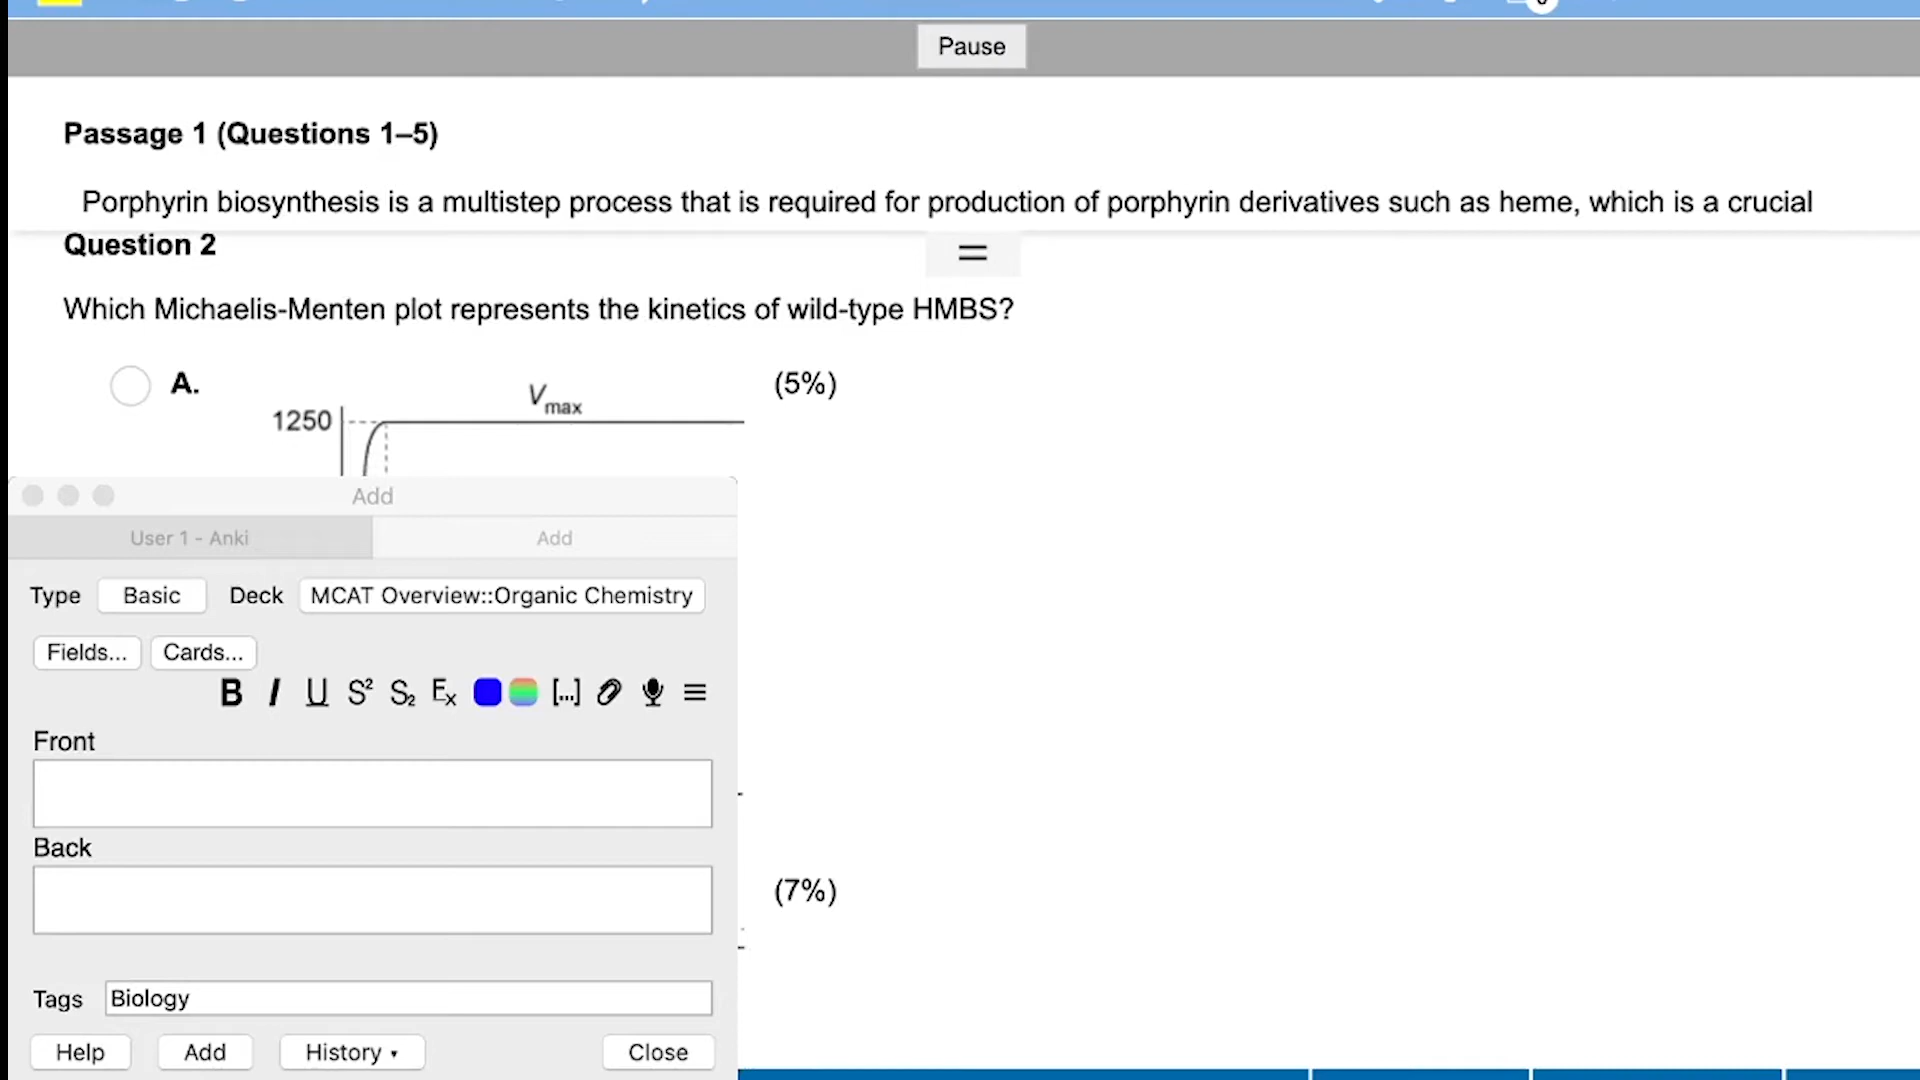 Pause
Passage 1 (Questions 1–5)
Porphyrin biosynthesis is a multistep process that is required for production of porphyrin derivatives such as heme, which is a crucial
Question 2
Which Michaelis-Menten plot represents the kinetics of wild-type HMBS?
A.
(5%)
Vmax
1250
Add
User 1 - Anki
Add
Type Basic Deck MCAT Overview::Organic Chemistry
Fields... Cards...
B I U S² S₂ Ex [...]
Front
Back
(7%)
Tags Biology
Help Add History Close